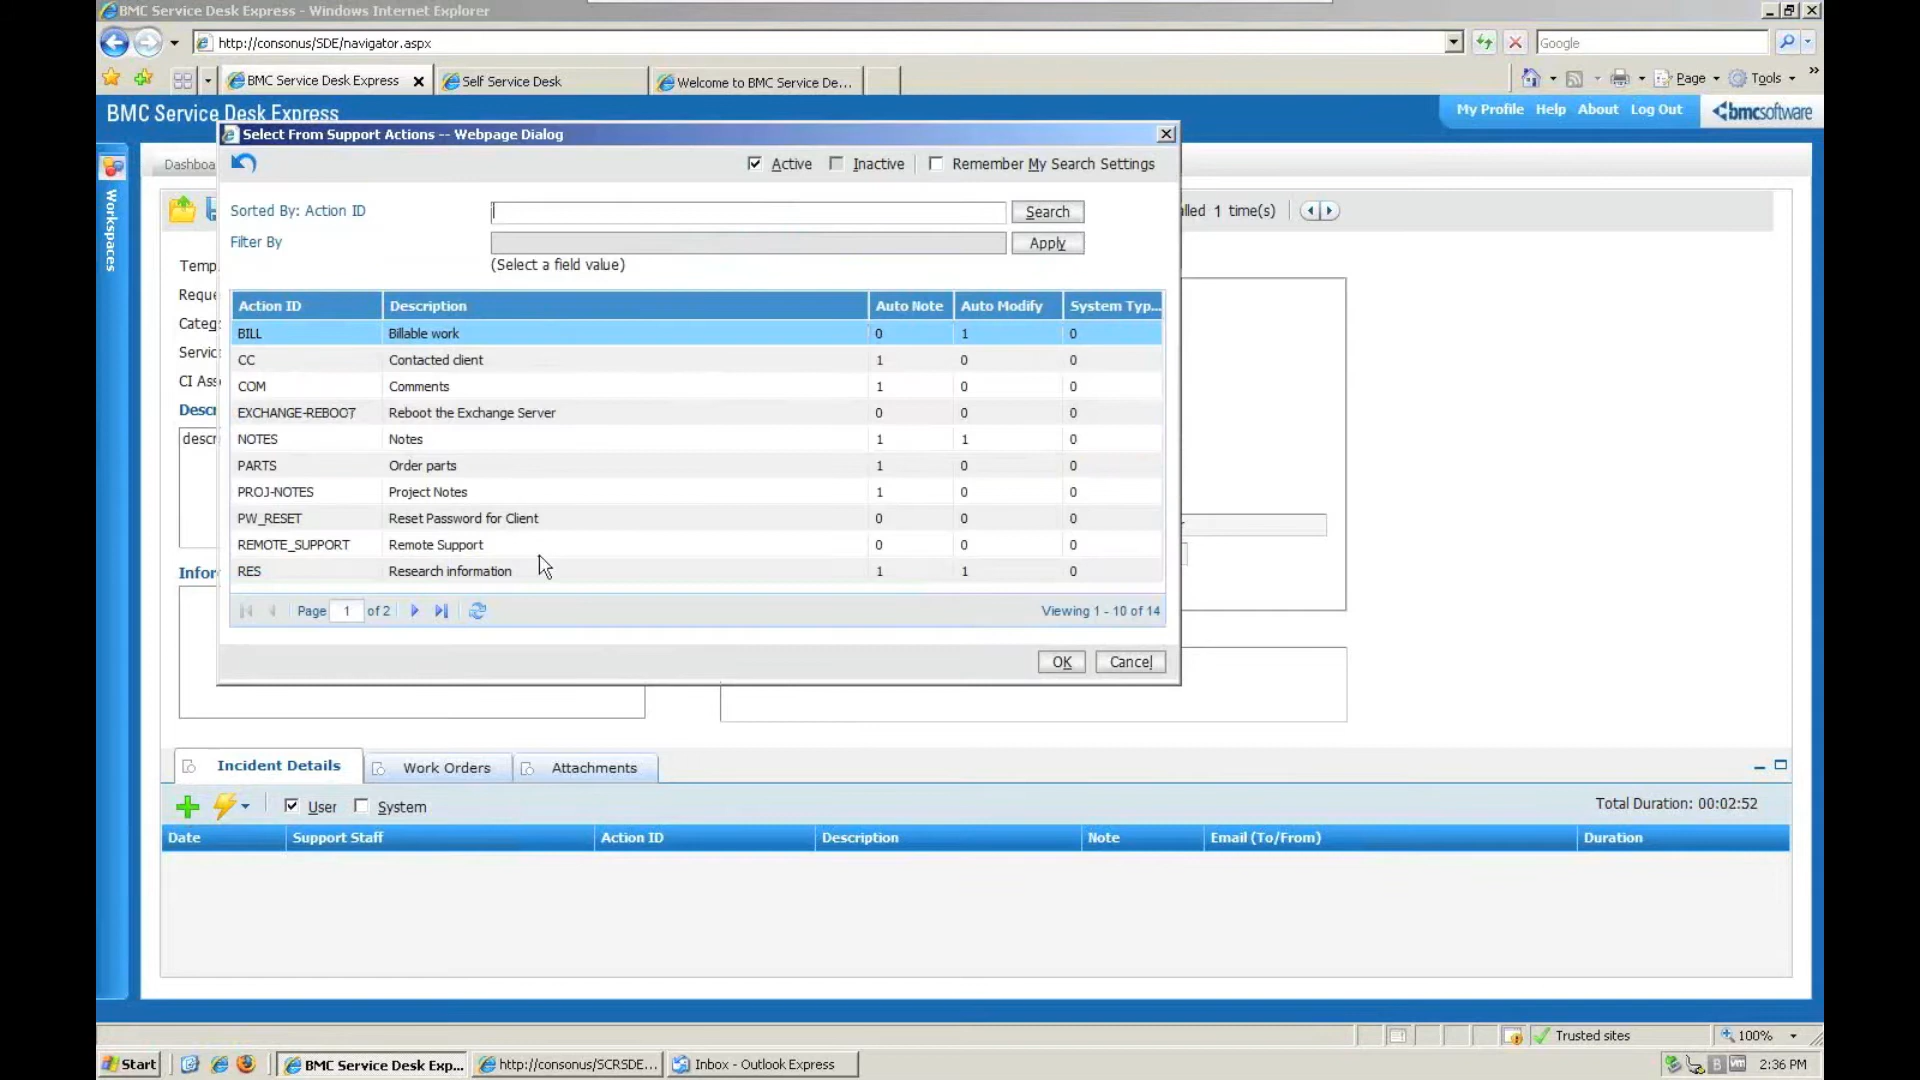 BMC Service Desk Express - Windows Internet Explorer
http://consonus/SDE/navigator.aspx
Google
BMC Service Desk Express
Self Service Desk
Welcome to BMC Service De...
Page
Tools
BMC Service Desk Express
My Profile Help About Log Out
bmcsoftware
Select From Support Actions -- Webpage Dialog
Workspaces
Dashboa
Active Inactive Remember My Search Settings
Sorted By: Action ID
Search
lled 1 time(s)
Filter By
Apply
(Select a field value)
Temp
Reque
Categ
Servic
CI Ass
Descr
descr
Infor
Action ID Description Auto Note Auto Modify System Typ...
BILL Billable work 0 1 0
CC Contacted client 1 0 0
COM Comments 1 0 0
EXCHANGE-REBOOT Reboot the Exchange Server 0 0 0
NOTES Notes 1 1 0
PARTS Order parts 1 0 0
PROJ-NOTES Project Notes 1 0 0
PW_RESET Reset Password for Client 0 0 0
REMOTE_SUPPORT Remote Support 0 0 0
RES Research information 1 1 0
Page 1 of 2
Viewing 1 - 10 of 14
OK Cancel
Incident Details Work Orders Attachments
User System
Total Duration: 00:02:52
Date Support Staff Action ID Description Note Email (To/From) Duration
Trusted sites
100%
Start
BMC Service Desk Exp...
http://consonus/SCRSDE...
Inbox - Outlook Express
2:36 PM